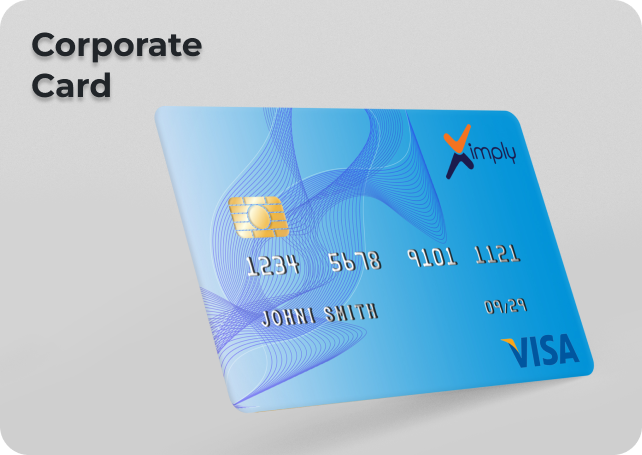 Corporate
Card
Ximply
1234 5678 9101 1121
JOHNI SMITH 09/29
VISA